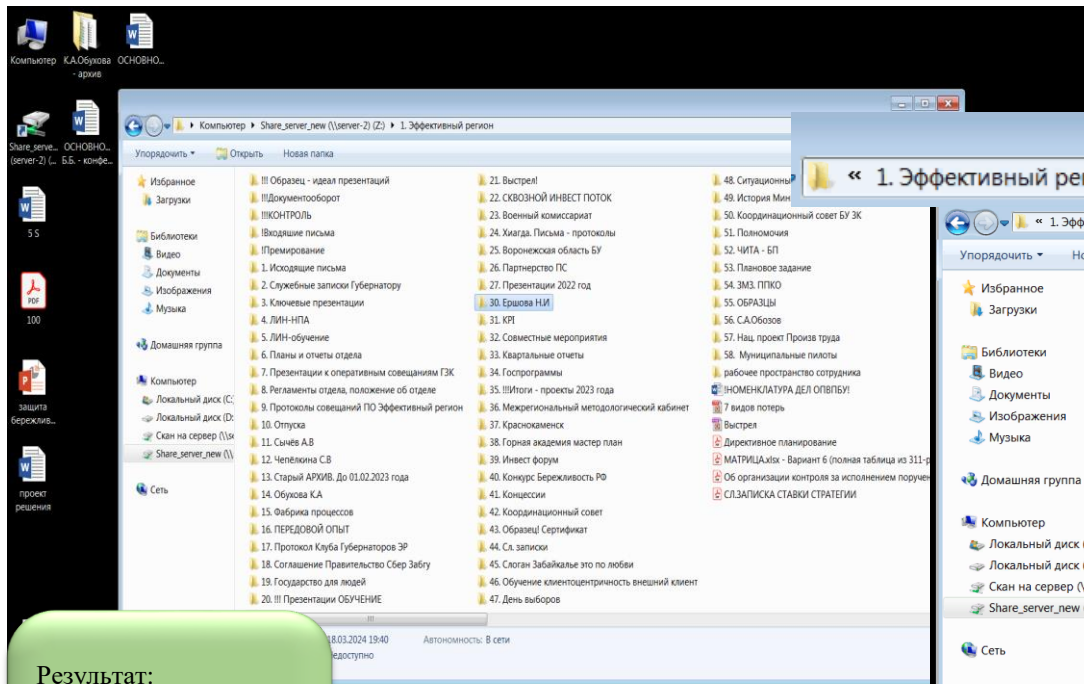 Компьютер
К.А.Обухова
- архив
ОСНОВНО...
Share_serve...
(server-2) (...
ОСНОВНО...
Б.Б. - конфе...
5 S
100
защита
бережлив...
проект
решения
Компьютер ▸ Share_server_new (\\server-2) (Z:) ▸ 1. Эффективный регион
Упорядочить Открыть Новая папка
Избранное
Загрузки
Библиотеки
Видео
Документы
Изображения
Музыка
Домашняя группа
Компьютер
Локальный диск (C:
Локальный диск (D:
Скан на сервер (\\se
Share_server_new (\\
Сеть
!!! Образец - идеал презентаций
!!!Документооборот
!!!КОНТРОЛЬ
!Входящие письма
!Премирование
1. Исходящие письма
2. Служебные записки Губернатору
3. Ключевые презентации
4. ЛИН-НПА
5. ЛИН-обучение
6. Планы и отчеты отдела
7. Презентации к оперативным совещаниям ГЗК
8. Регламенты отдела, положение об отделе
9. Протоколы совещаний ПО Эффективный регион
10. Отпуска
11. Сычёв А.В
12. Чепёлкина С.В
13. Старый АРХИВ. До 01.02.2023 года
14. Обухова К.А
15. Фабрика процессов
16. ПЕРЕДОВОЙ ОПЫТ
17. Протокол Клуба Губернаторов ЭР
18. Соглашение Правительство Сбер Забгу
19. Государство для людей
20. !!! Презентации ОБУЧЕНИЕ
21. Выстрел!
22. СКВОЗНОЙ ИНВЕСТ ПОТОК
23. Военный комиссариат
24. Хиагда. Письма - протоколы
25. Воронежская область БУ
26. Партнерство ПС
27. Презентации 2022 год
30. Ершова Н.И
31. KPI
32. Совместные мероприятия
33. Квартальные отчеты
34. Госпрограммы
35. !!!Итоги - проекты 2023 года
36. Межрегиональный методологический кабинет
37. Краснокаменск
38. Горная академия мастер план
39. Инвест форум
40. Конкурс Бережливость РФ
41. Концессии
42. Координационный совет
43. Образец! Сертификат
44. Сл. записки
45. Слоган Забайкалье это по любви
46. Обучение клиентоцентричность внешний клиент
47. День выборов
48. Ситуационны
49. История Мин
50. Координационный совет БУ ЗК
51. Полномочия
52. ЧИТА - БП
53. Плановое задание
54. ЗМЗ. ППКО
55. ОБРАЗЦЫ
56. С.А.Обозов
57. Нац. проект Произв труда
58. Муниципальные пилоты
рабочее пространство сотрудника
!НОМЕНКЛАТУРА ДЕЛ ОПВПБУ!
7 видов потерь
Выстрел
Директивное планирование
МАТРИЦА.xlsx - Вариант 6 (полная таблица из 311-р
Об организации контроля за исполнением поручен
СЛ.ЗАПИСКА СТАВКИ СТРАТЕГИИ
18.03.2024 19:40 Автономность: В сети
едоступно
Результат:
« 1. Эффективный рег
« 1. Эфф
Упорядочить Но
Избранное
Загрузки
Библиотеки
Видео
Документы
Изображения
Музыка
Домашняя группа
Компьютер
Локальный диск (
Локальный диск (
Скан на сервер (\
Share_server_new
Сеть